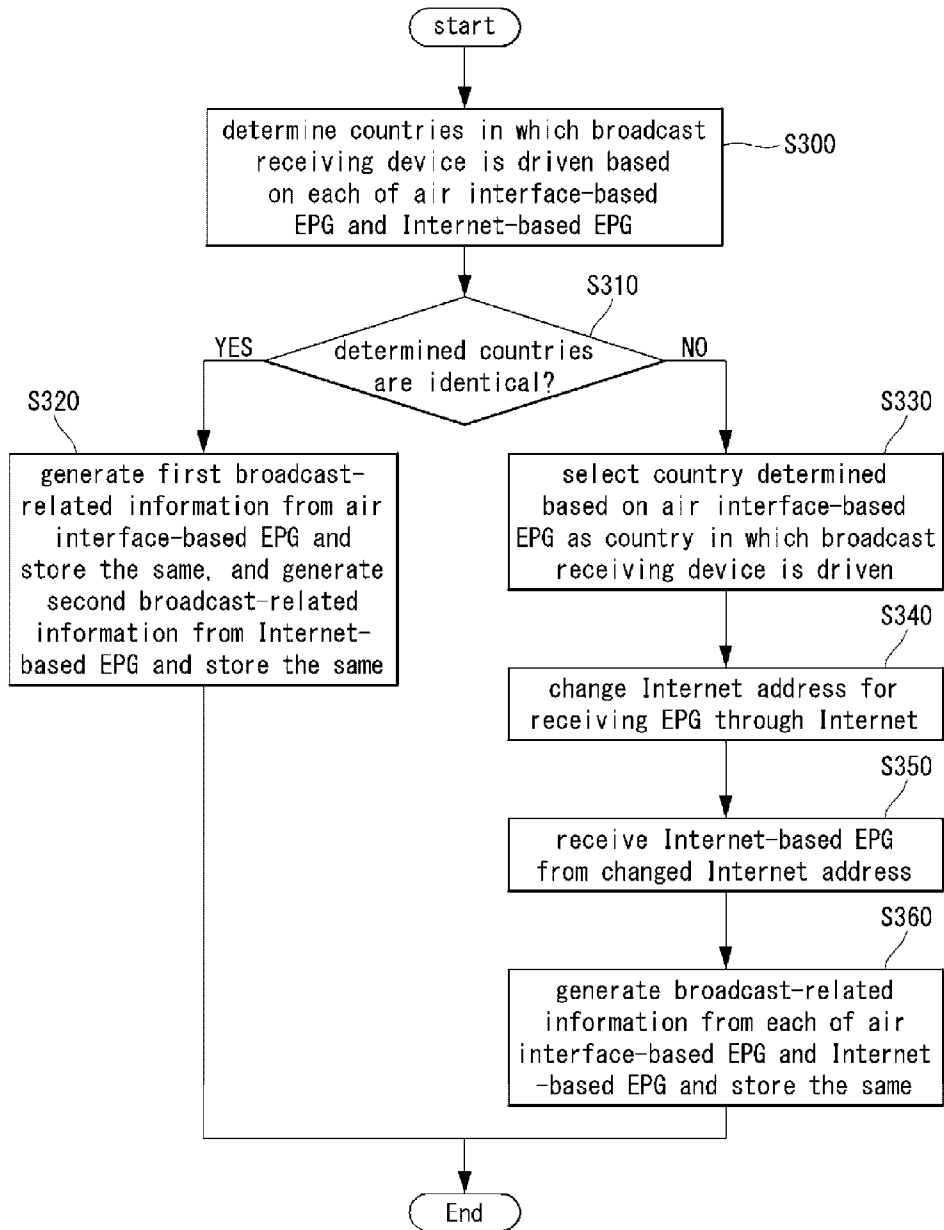 start
determine countries in which broadcast
receiving device is driven based
on each of air interface-based
EPG and Internet-based EPG
S300
S310
determined countries
are identical?
YES
NO
S320
generate first broadcast-
related information from air
interface-based EPG and
store the same, and generate
second broadcast-related
information from Internet-
based EPG and store the same
S330
select country determined
based on air interface-based
EPG as country in which broadcast
receiving device is driven
S340
change Internet address for
receiving EPG through Internet
S350
receive Internet-based EPG
from changed Internet address
S360
generate broadcast-related
information from each of air
interface-based EPG and Internet
-based EPG and store the same
End